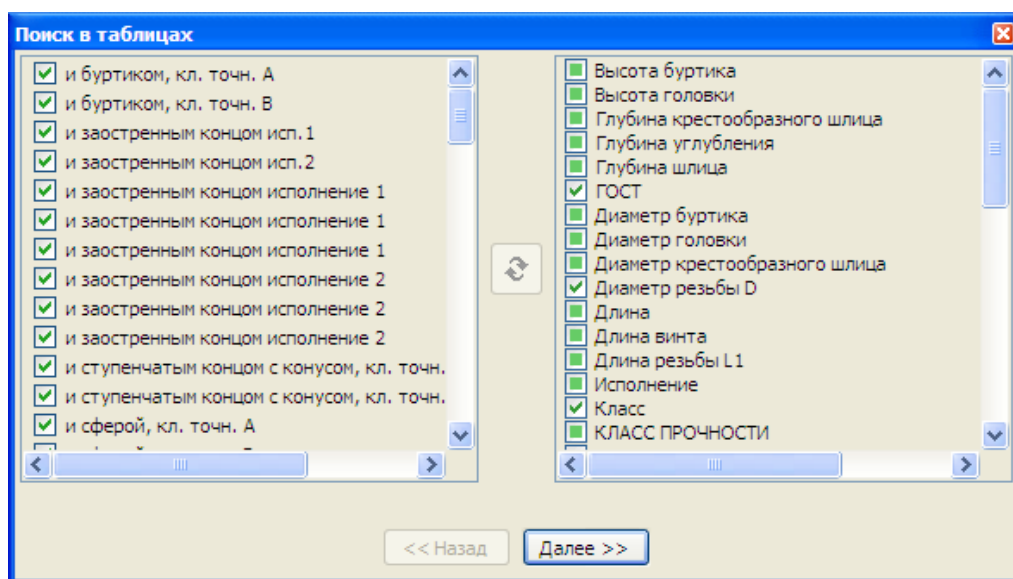 Поиск в таблицах
и буртиком, кл. точн. A
и буртиком, кл. точн. B
и заостренным концом исп.1
и заостренным концом исп.2
и заостренным концом исполнение 1
и заостренным концом исполнение 1
и заостренным концом исполнение 1
и заостренным концом исполнение 2
и заостренным концом исполнение 2
и заостренным концом исполнение 2
и ступенчатым концом с конусом, кл. точн.
и ступенчатым концом с конусом, кл. точн.
и сферой, кл. точн. A
Высота буртика
Высота головки
Глубина крестообразного шлица
Глубина углубления
Глубина шлица
ГОСТ
Диаметр буртика
Диаметр головки
Диаметр крестообразного шлица
Диаметр резьбы D
Длина
Длина винта
Длина резьбы L1
Исполнение
Класс
КЛАСС ПРОЧНОСТИ
<< Назад
Далее >>